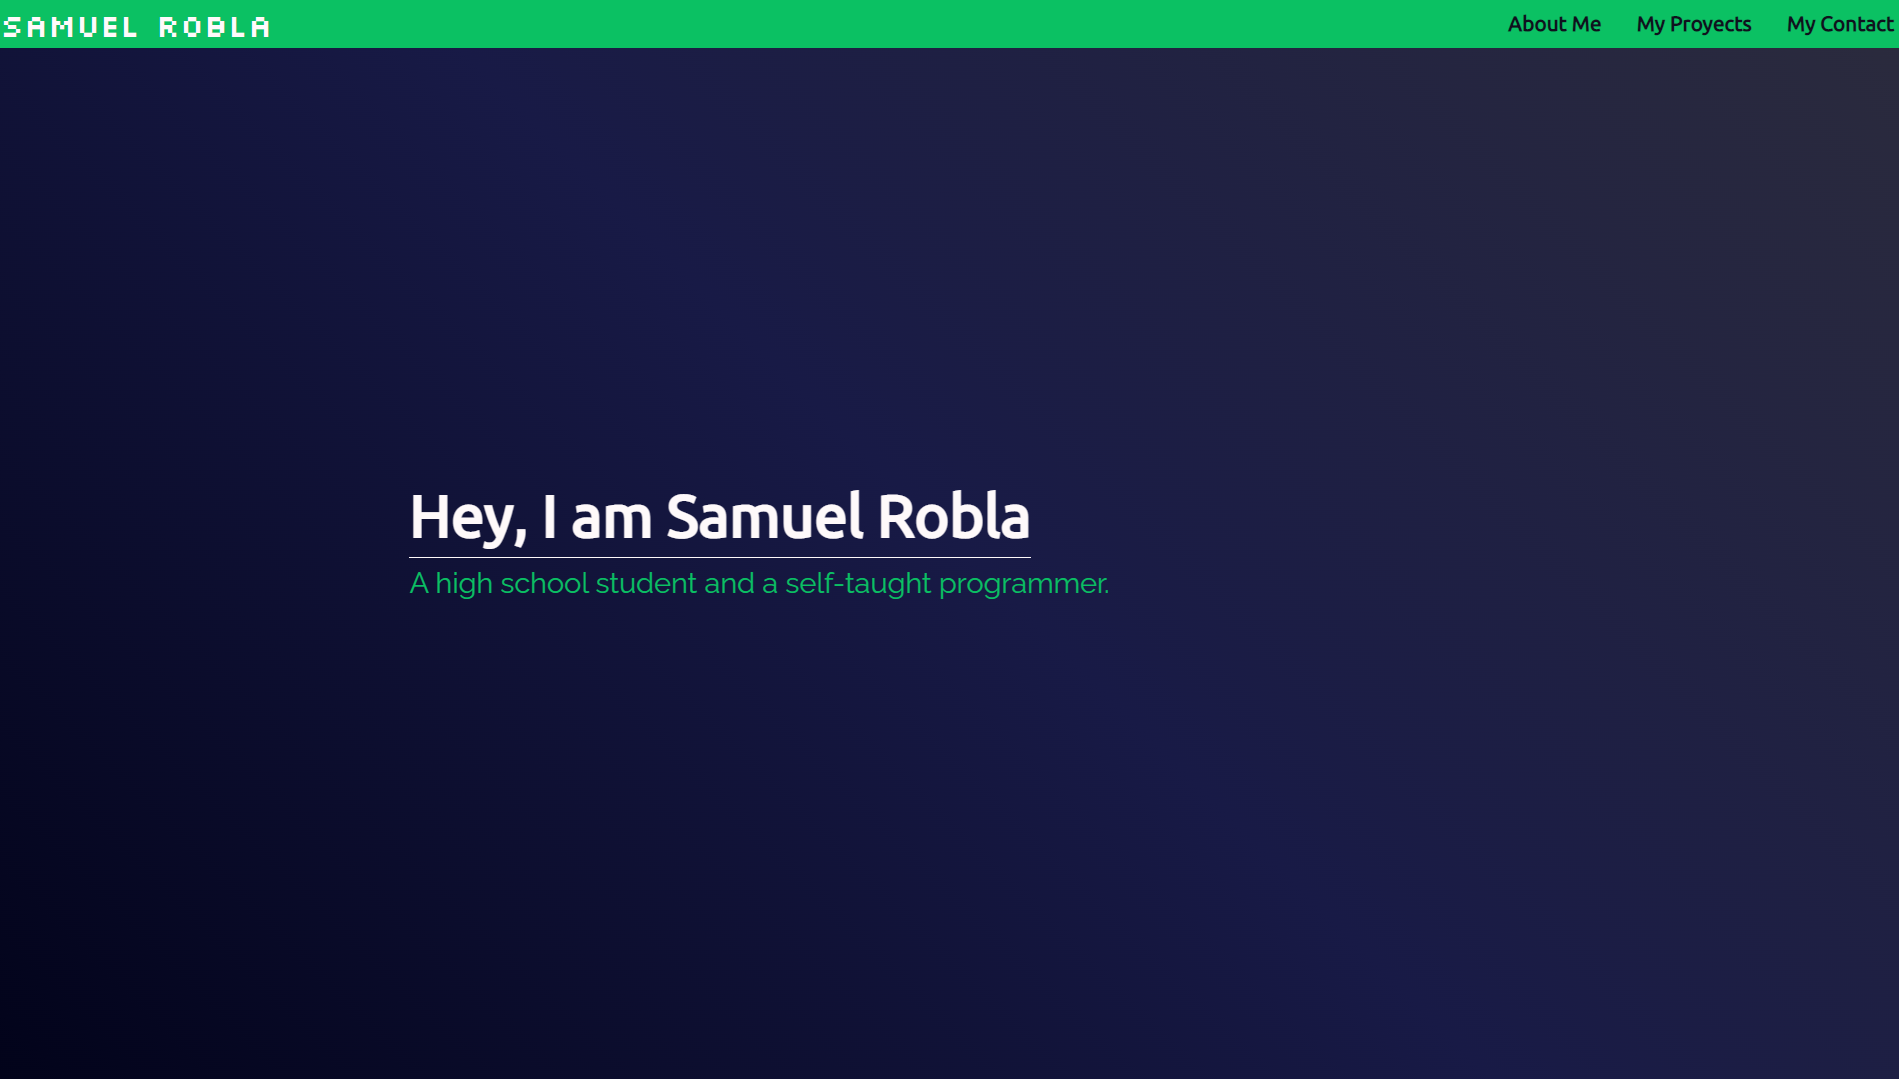 SAMUEL ROBLA
About Me My Proyects My Contact
Hey, I am Samuel Robla
A high school student and a self-taught programmer.